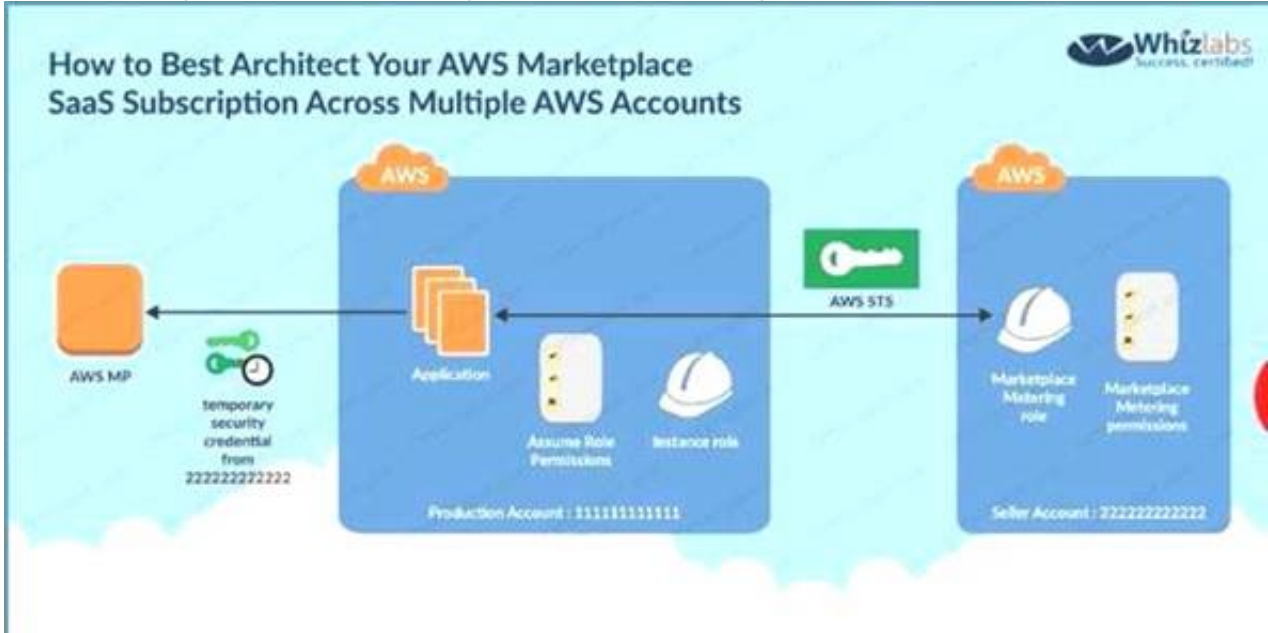 How to Best Architect Your AWS Marketplace
SaaS Subscription Across Multiple AWS Accounts
Whizlabs
Success. certified!
AWS
AWS
AWS STS
AWS MP
temporary
security
credential
from
222222222222
Application
Assume Role
Permissions
Instance role
Marketplace
Metering
role
Marketplace
Metering
permissions
Production Account : 111111111111
Seller Account : 222222222222